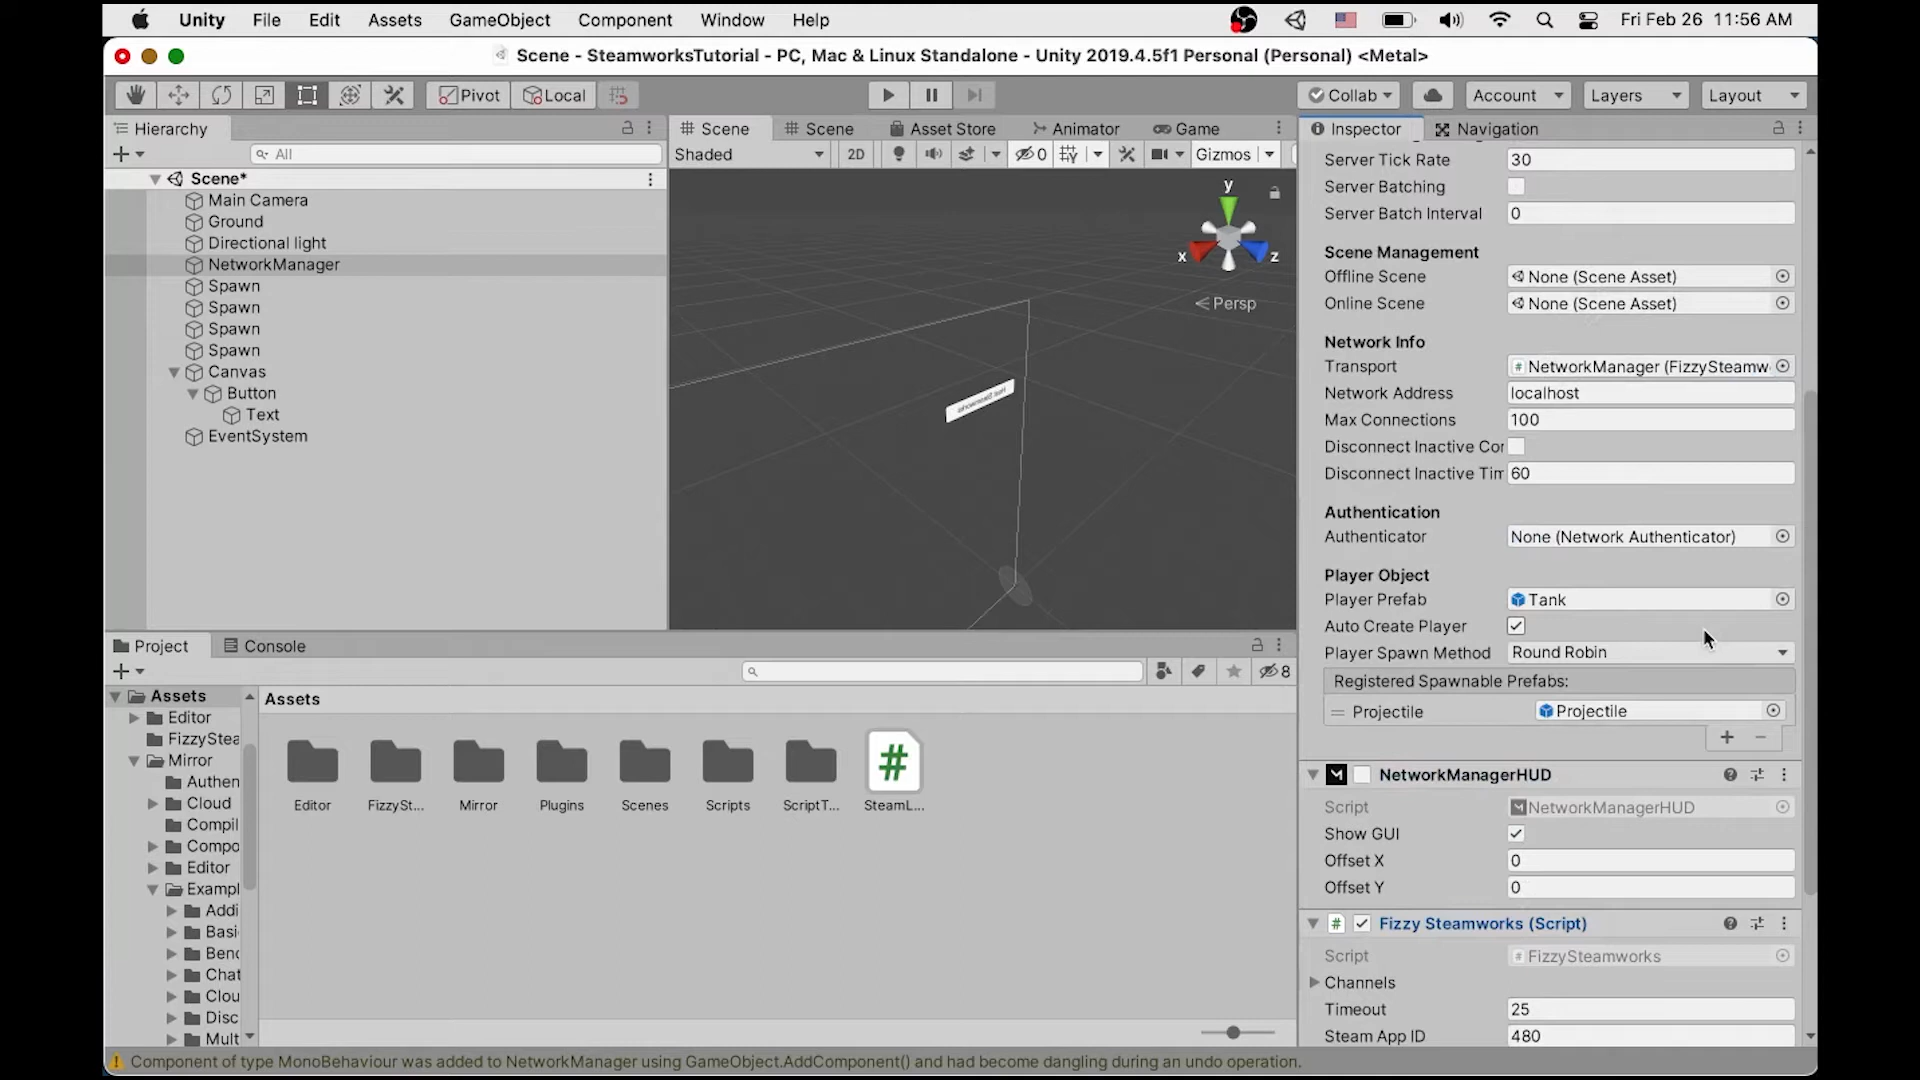 Unity File Edit Assets GameObject Component Window Help Fri Feb 26 11:56 AM
Scene - SteamworksTutorial - PC, Mac & Linux Standalone - Unity 2019.4.5f1 Personal (Personal) <Metal>
Pivot Local Collab Account Layers Layout
Hierarchy
All
Scene*
Main Camera
Ground
Directional light
NetworkManager
Spawn
Spawn
Spawn
Spawn
Canvas
Button
Text
EventSystem
Scene Scene Asset Store Animator Game
Shaded 2D 0 Gizmos
y
x z
Persp
Inspector Navigation
Server Tick Rate 30
Server Batching
Server Batch Interval 0
Scene Management
Offline Scene None (Scene Asset)
Online Scene None (Scene Asset)
Network Info
Transport NetworkManager (FizzySteamw
Network Address localhost
Max Connections 100
Disconnect Inactive Cor
Disconnect Inactive Tim 60
Authentication
Authenticator None (Network Authenticator)
Player Object
Player Prefab Tank
Auto Create Player
Player Spawn Method Round Robin
Registered Spawnable Prefabs:
Projectile Projectile
NetworkManagerHUD
Script NetworkManagerHUD
Show GUI
Offset X 0
Offset Y 0
Fizzy Steamworks (Script)
Script FizzySteamworks
Channels
Timeout 25
Steam App ID 480
Project Console
8
Assets
Editor
FizzyStea
Mirror
Authen
Cloud
Compil
Compo
Editor
Exampl
Addi
Basi
Benc
Chat
Clou
Disc
Mult
Assets
Editor FizzySt... Mirror Plugins Scenes Scripts ScriptT... SteamL...
Component of type MonoBehaviour was added to NetworkManager using GameObject.AddComponent() and had become dangling during an undo operation.